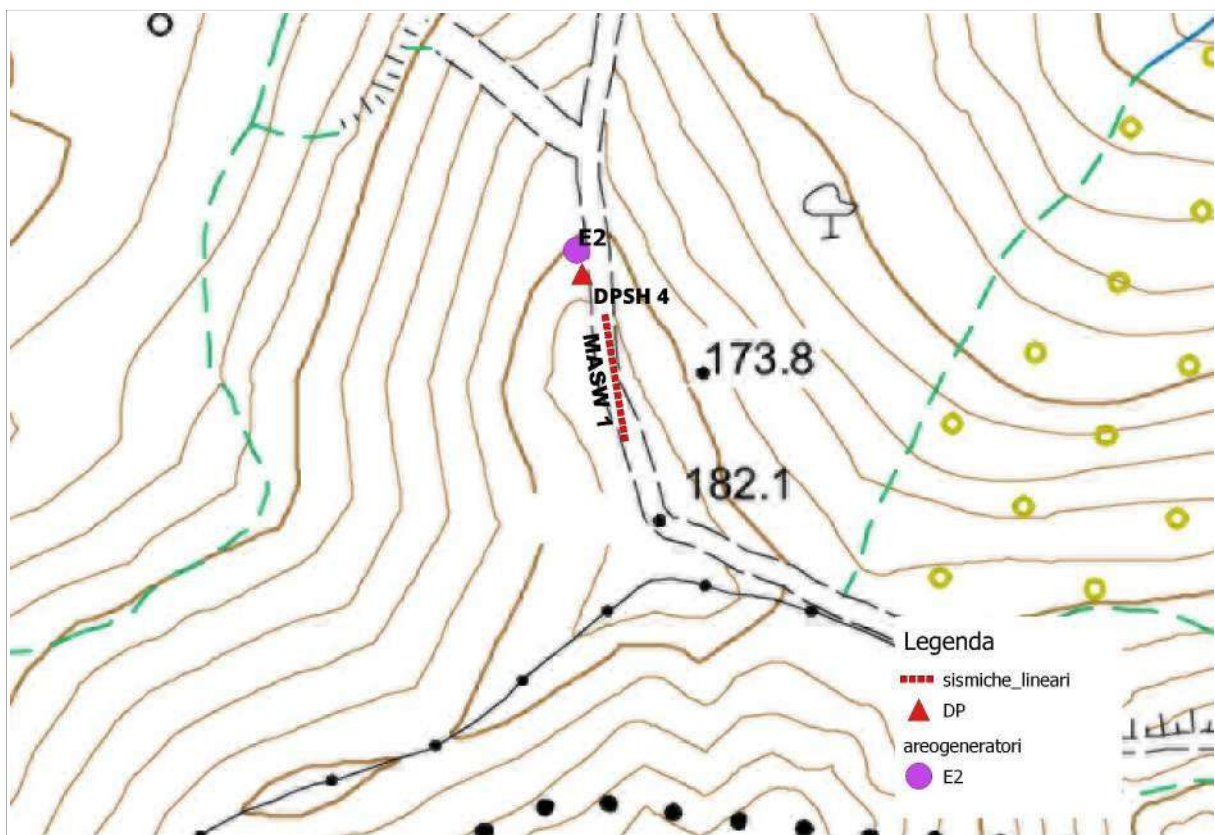 E2
DPSH 4
MASW 1
173.8
182.1
Legenda
sismiche_lineari
DP
areogeneratori
E2